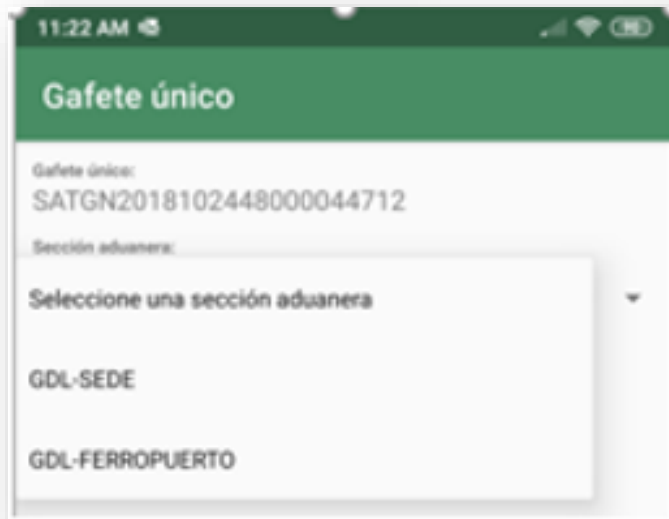 11:22 AM
Gafete único
Gafete único:
SATGN2018102448000044712
Sección aduanera:
Seleccione una sección aduanera
GDL-SEDE
GDL-FERROPUERTO